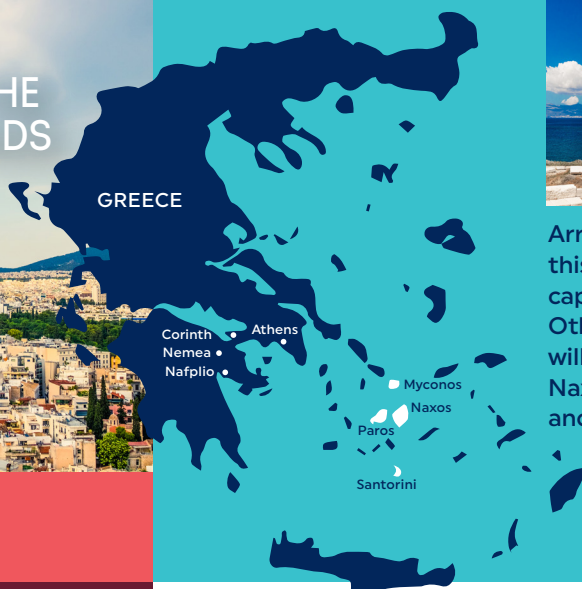 HE
DS
GREECE
Corinth
Athens
Nemea
Nafplio
Myconos
Naxos
Paros
Santorini
Arr
this
cap
Oth
will
Nax
and